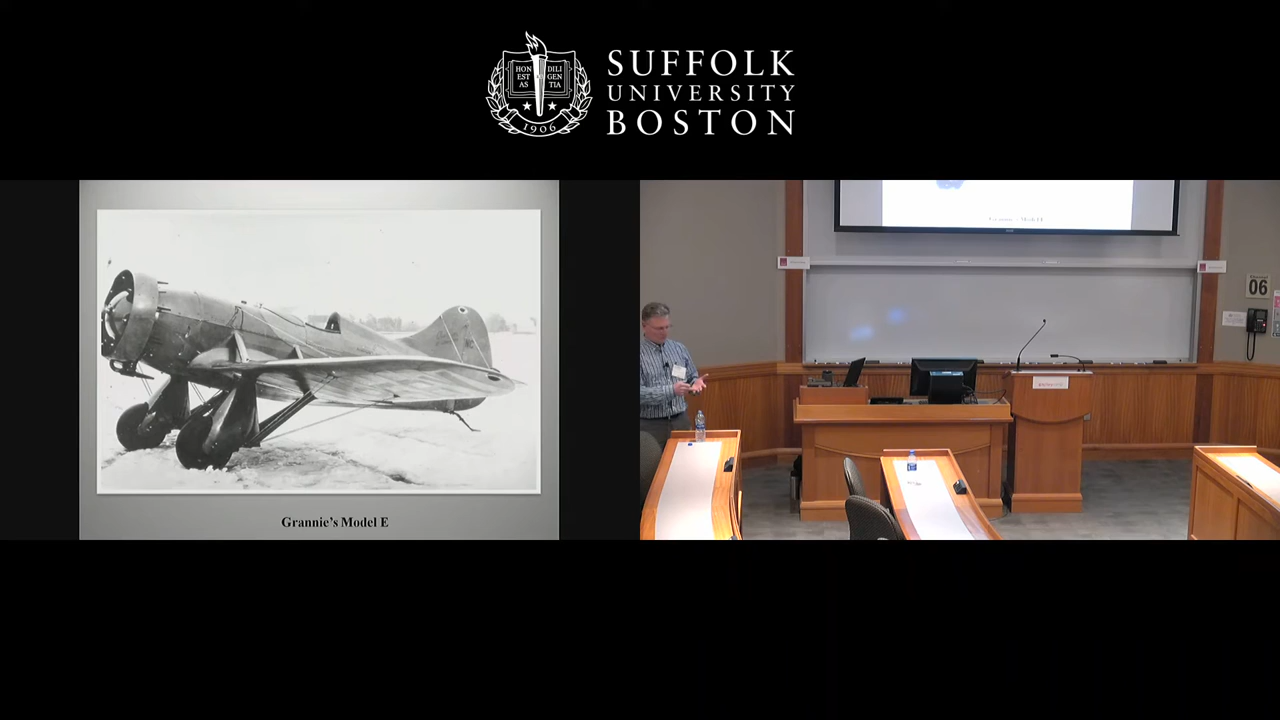 HON
EST
AS
DILI
GEN
TIA
1906
SUFFOLK
UNIVERSITY
BOSTON
Grannie's Model E
06